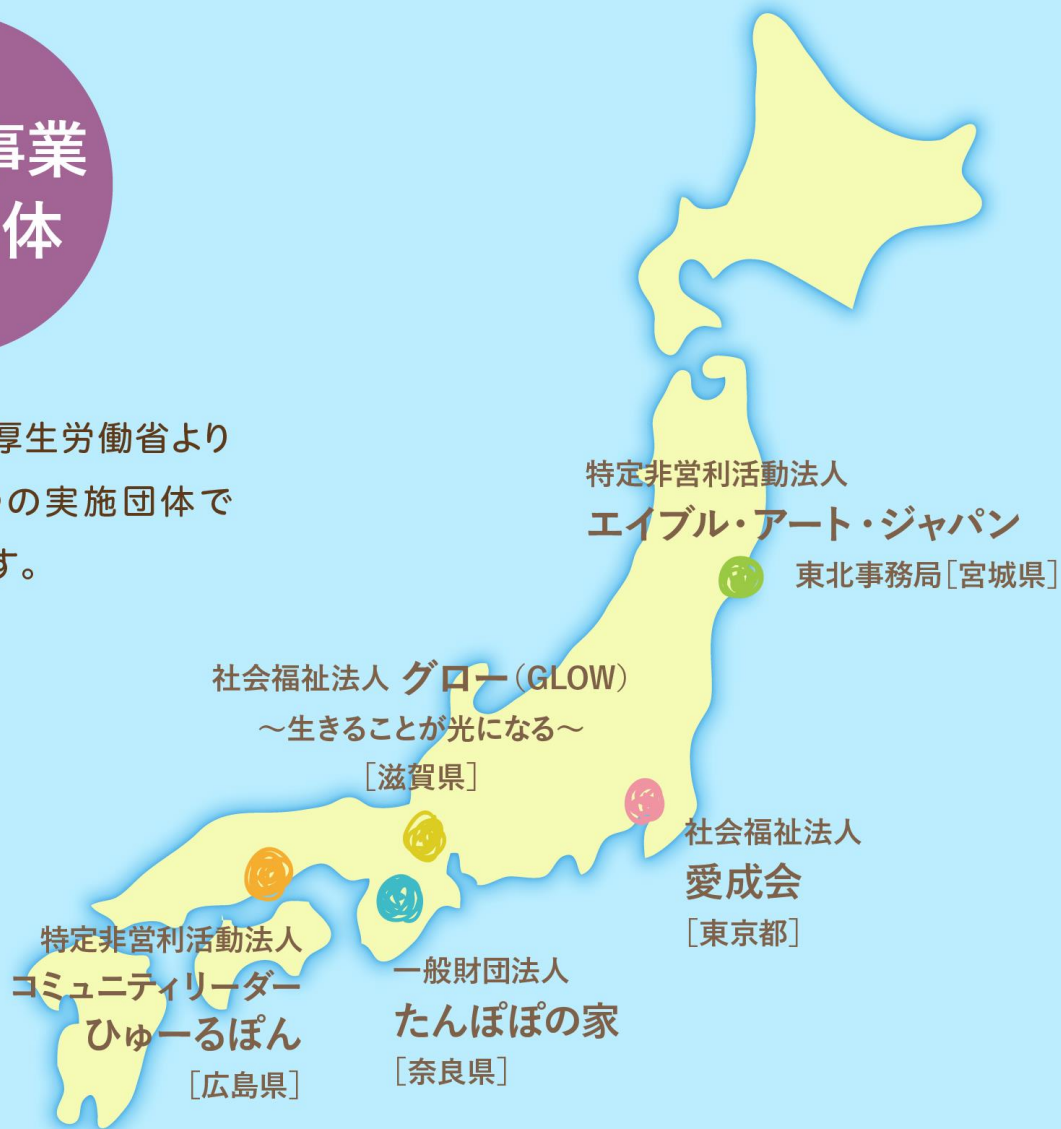 事業
体
厚生労働省より
の実施団体で
す。
特定非営利活動法人
エイブル・アート・ジャパン
東北事務局[宮城県]
社会福祉法人 グロー(GLOW)
〜生きることが光になる〜
[滋賀県]
社会福祉法人
愛成会
[東京都]
特定非営利活動法人
コミュニティリーダー
ひゅーるぽん
[広島県]
一般財団法人
たんぽぽの家
[奈良県]